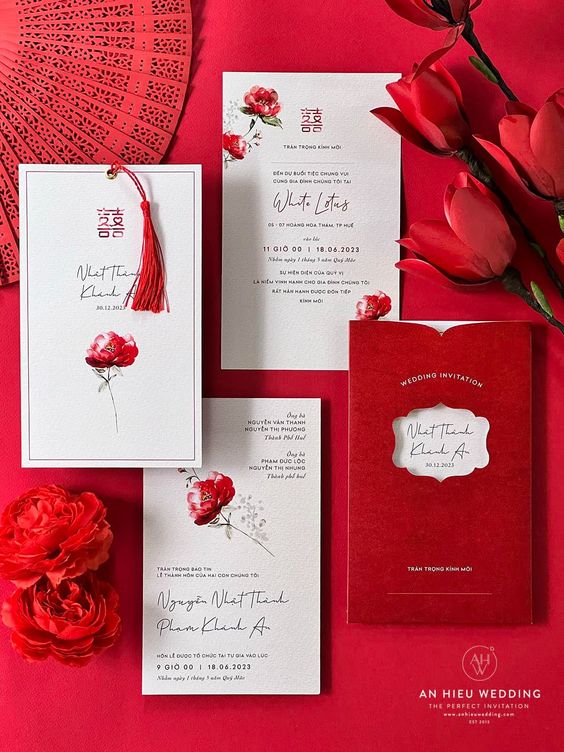 囍
Nhật Thành
Khánh A
30.12.2023
囍
TRÂN TRỌNG KÍNH MỜI
ĐẾN DỰ BUỔI TIỆC CHUNG VUI
CÙNG GIA ĐÌNH CHÚNG TÔI TẠI
White Lotus
05 - 07 HOÀNG HOA THÁM, TP HUẾ
vào lúc
11 GIỜ 00 | 18.06.2023
Nhằm ngày 1 tháng 5 năm Quý Mão
SỰ HIỆN DIỆN CỦA QUÝ VỊ
LÀ NIỀM VINH HẠNH CHO GIA ĐÌNH CHÚNG TÔI
RẤT HÂN HẠNH ĐƯỢC ĐÓN TIẾP
KÍNH MỜI
Ông bà
NGUYỄN VĂN THÀNH
NGUYỄN THỊ PHƯƠNG
Thành Phố Huế
Ông bà
PHẠM ĐỨC LỘC
NGUYỄN THỊ NHUNG
Thành phố huế
TRÂN TRỌNG BÁO TIN
LỄ THÀNH HÔN CỦA HAI CON CHÚNG TÔI
Nguyễn Nhật Thành
Phạm Khánh An
HÔN LỄ ĐƯỢC TỔ CHỨC TẠI TƯ GIA VÀO LÚC
9 GIỜ 00 | 18.06.2023
Nhằm ngày 1 tháng 5 năm Quý Mão
WEDDING INVITATION
Nhật Thành
Khánh An
30.12.2023
TRÂN TRỌNG KÍNH MỜI
AH W
AN HIEU WEDDING
THE PERFECT INVITATION
www.anhieuwedding.com
EST 2012